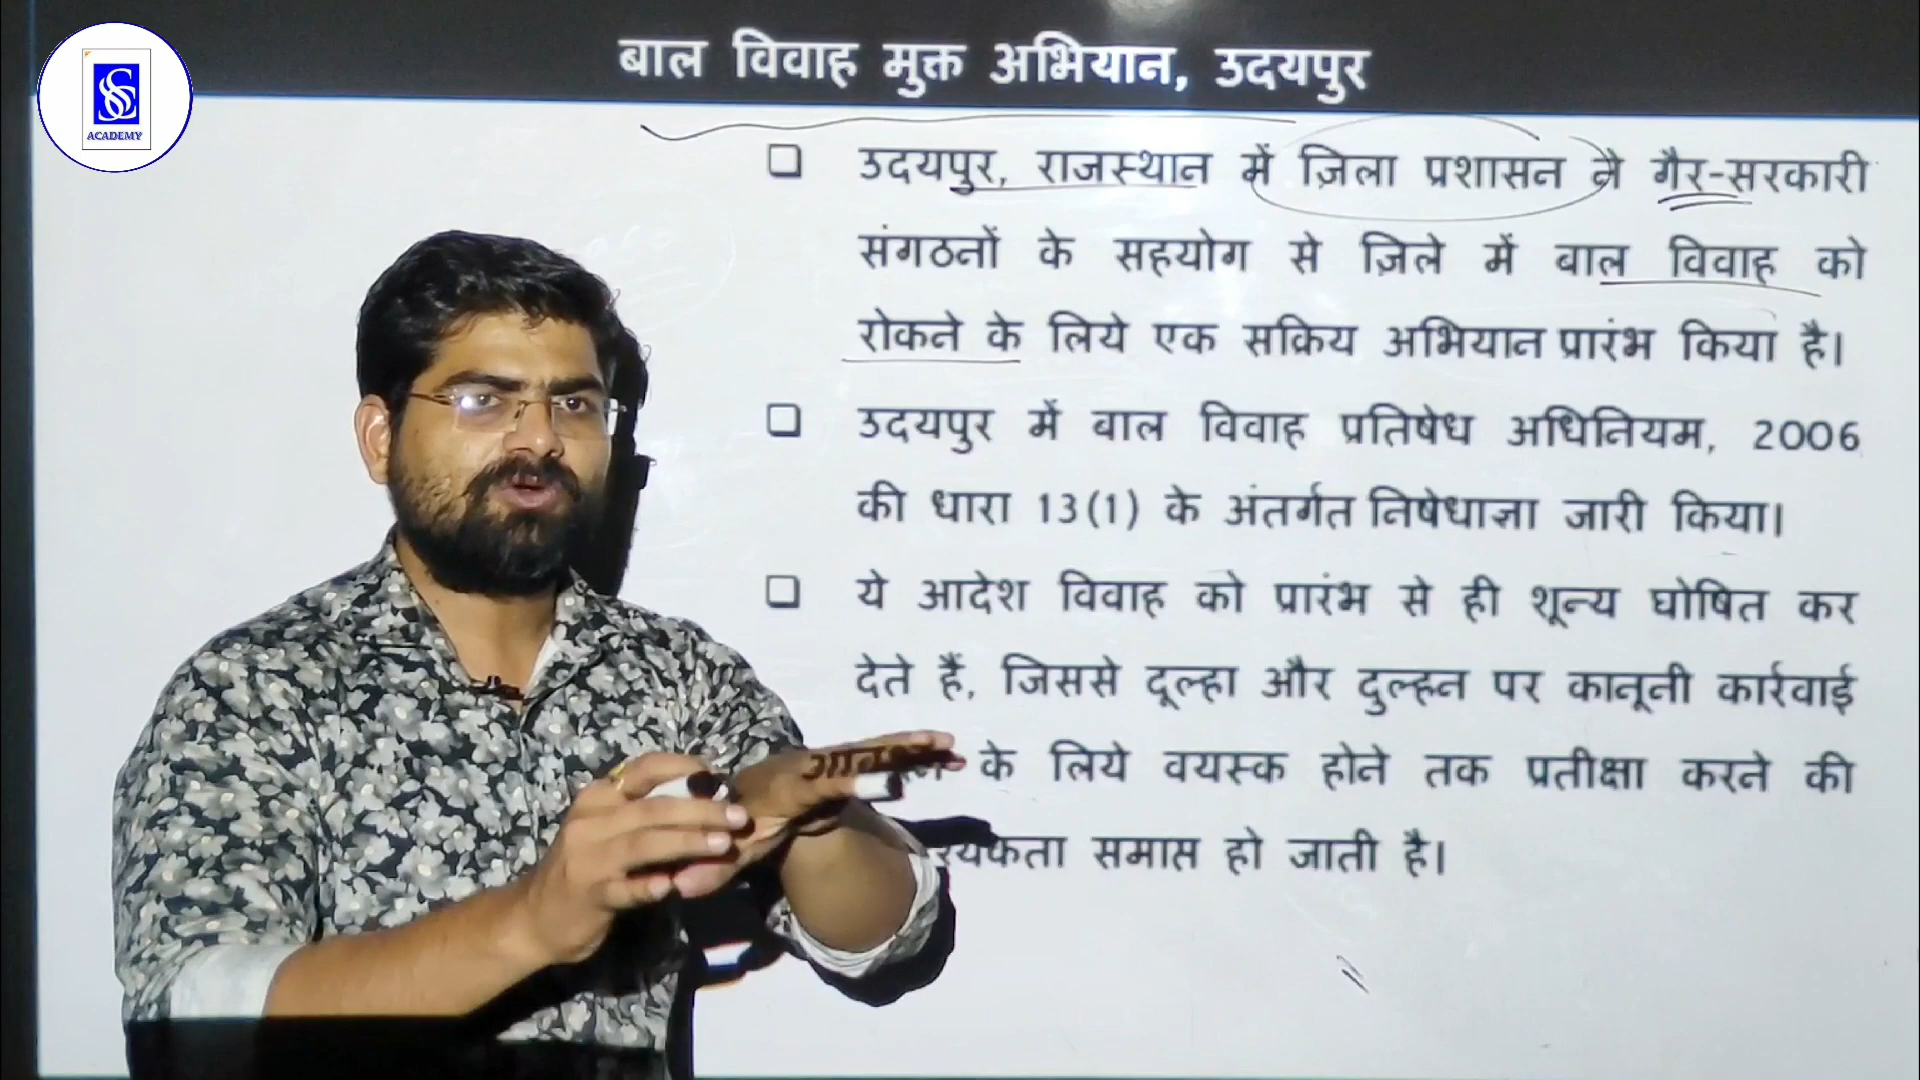 SS
ACADEMY
बाल विवाह मुक्त अभियान, उदयपुर
❑ उदयपुर, राजस्थान में ज़िला प्रशासन ने गैर-सरकारी
संगठनों के सहयोग से ज़िले में बाल विवाह को
रोकने के लिये एक सक्रिय अभियान प्रारंभ किया है।
❑ उदयपुर में बाल विवाह प्रतिषेध अधिनियम, 2006
की धारा 13(1) के अंतर्गत निषेधाज्ञा जारी किया।
❑ ये आदेश विवाह को प्रारंभ से ही शून्य घोषित कर
देते हैं, जिससे दूल्हा और दुल्हन पर कानूनी कार्रवाई
के लिये वयस्क होने तक प्रतीक्षा करने की
समाप्त हो जाती है।